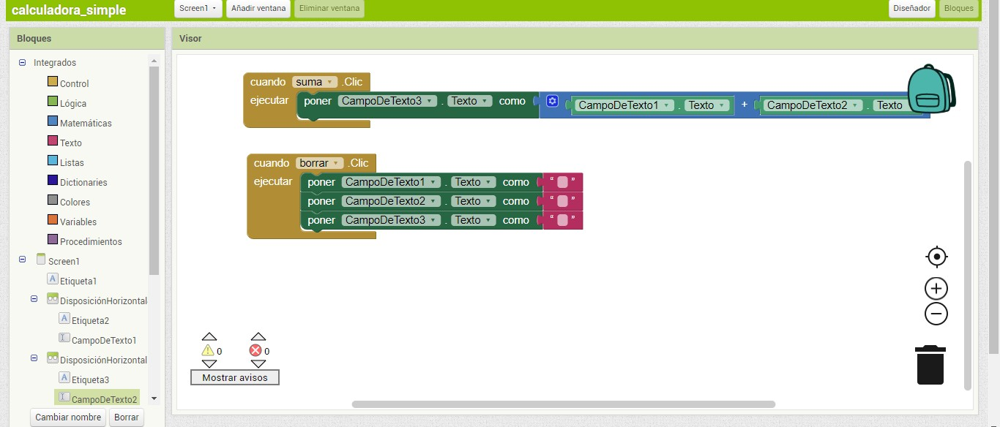 calculadora_simple
Screen1
Añadir ventana
Eliminar ventana
Diseñador
Bloques
Bloques
Integrados
Control
Lógica
Matemáticas
Texto
Listas
Dictionaries
Colores
Variables
Procedimientos
Screen1
Etiqueta1
DisposiciónHorizontal
Etiqueta2
CampoDeTexto1
DisposiciónHorizontal
Etiqueta3
CampoDeTexto2
Cambiar nombre
Borrar
Visor
cuando suma .Clic
ejecutar poner CampoDeTexto3 . Texto como CampoDeTexto1 . Texto + CampoDeTexto2 . Texto
cuando borrar .Clic
ejecutar poner CampoDeTexto1 . Texto como “ ”
poner CampoDeTexto2 . Texto como “ ”
poner CampoDeTexto3 . Texto como “ ”
0 0
Mostrar avisos